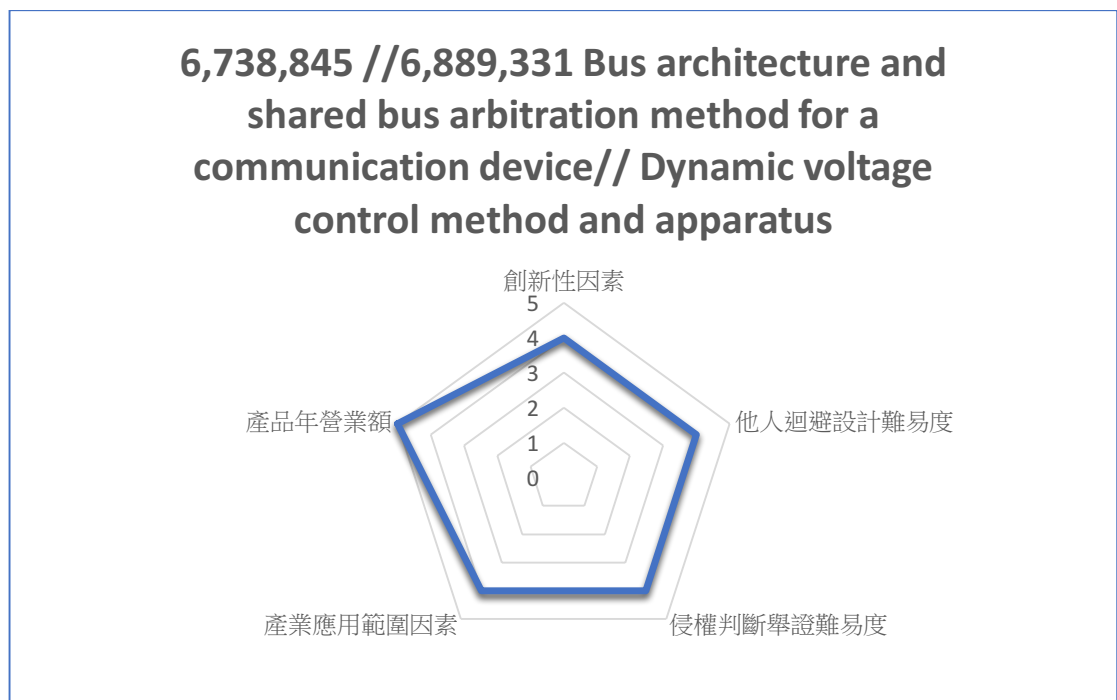 6,738,845 //6,889,331 Bus architecture and
shared bus arbitration method for a
communication device// Dynamic voltage
control method and apparatus
創新性因素
5
4
3
2
1
0
產品年營業額
他人迴避設計難易度
產業應用範圍因素
侵權判斷舉證難易度